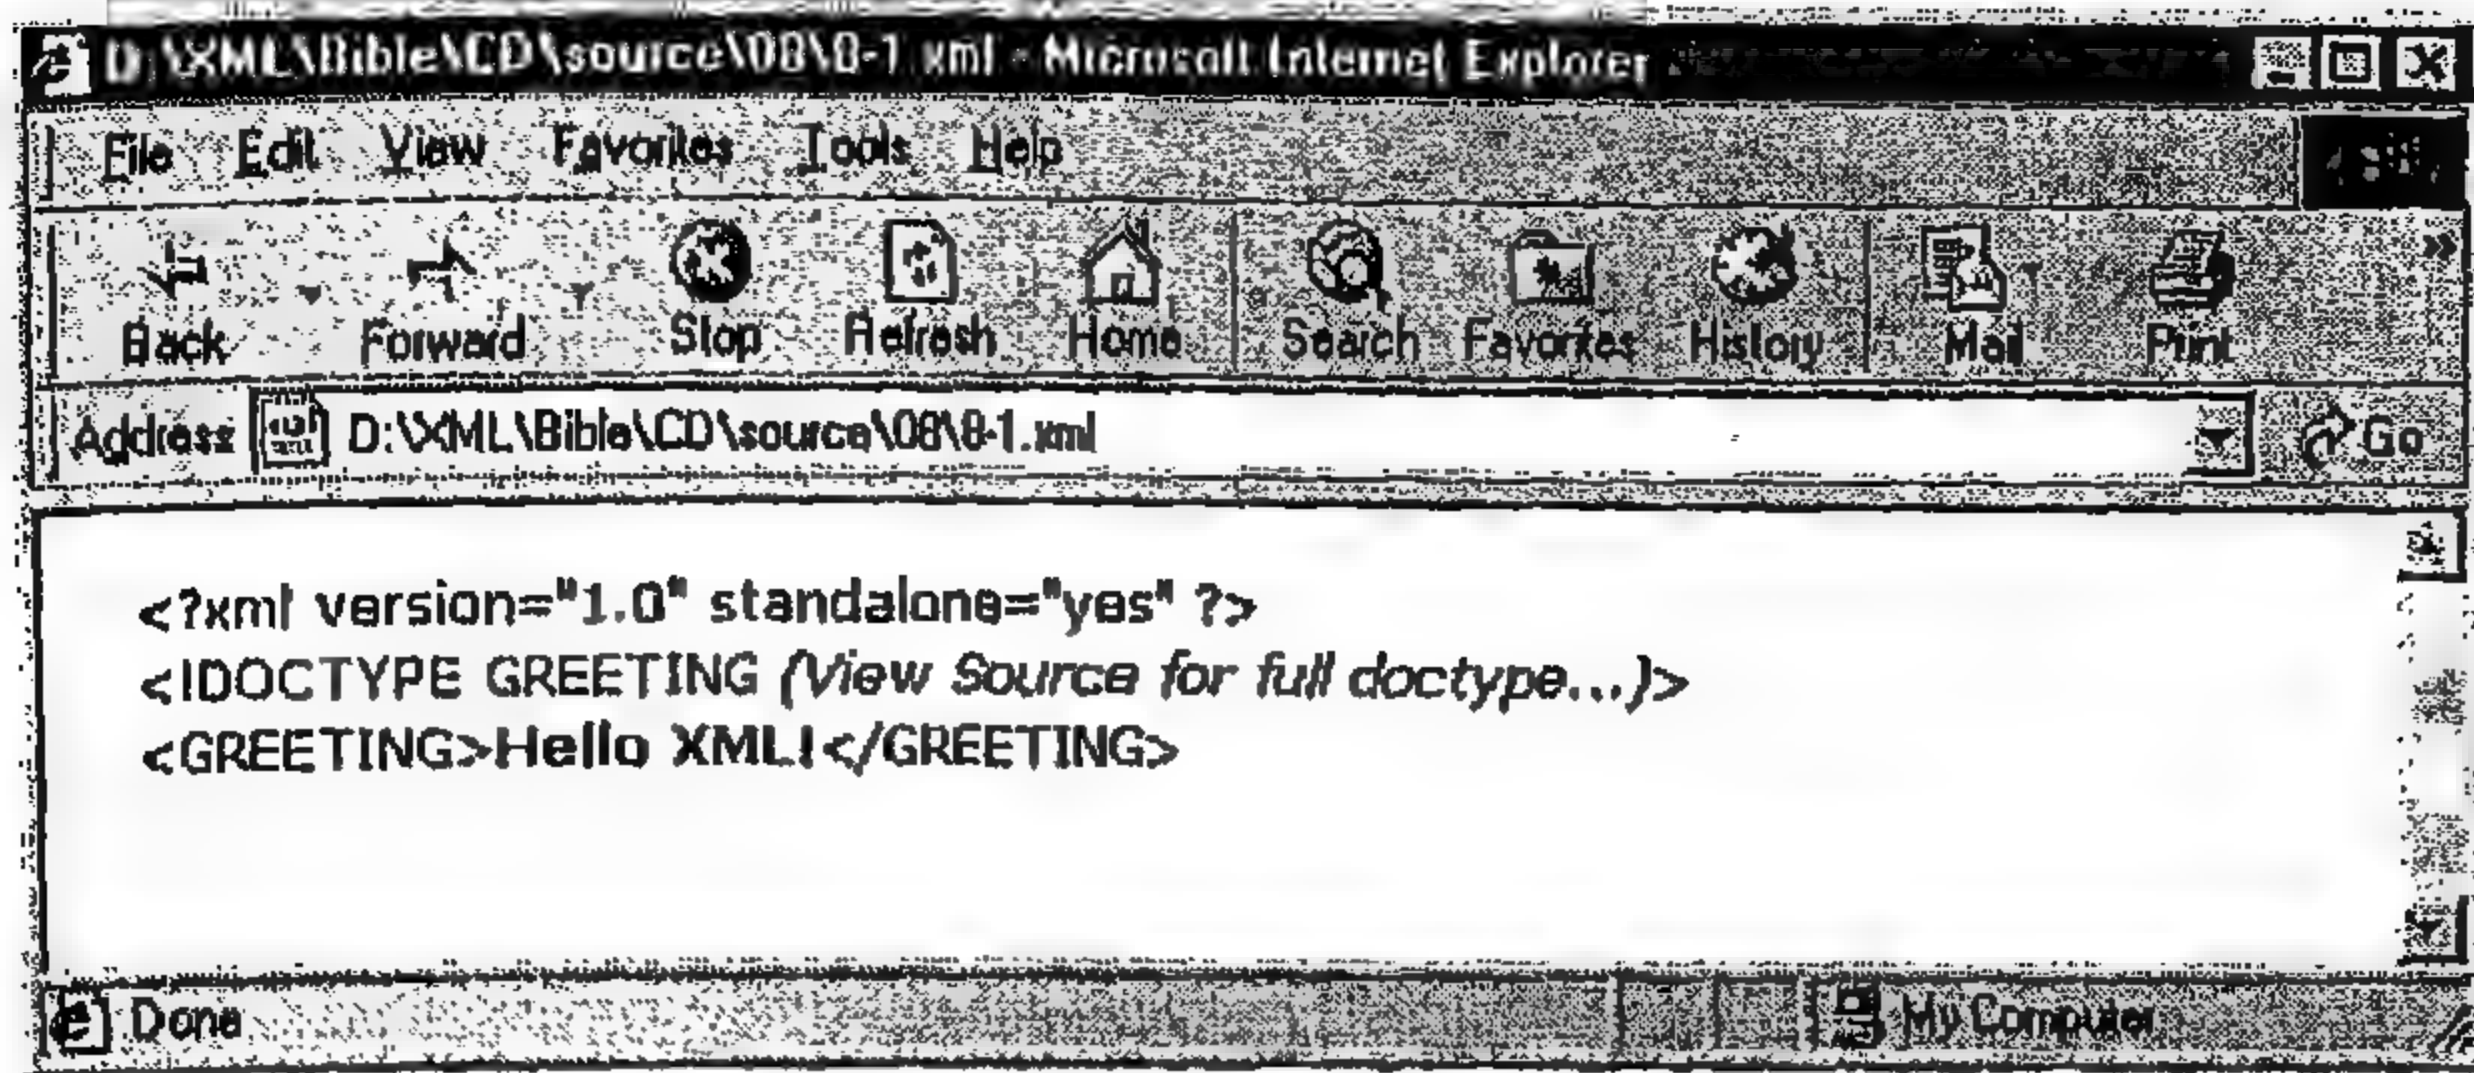 D:\XML\Bible\CD\source\08\8-1.xml - Microsoft Internet Explorer
File Edit View Favorites Tools Help
Back Forward Stop Refresh Home Search Favorites History Mail Print »
Address D:\XML\Bible\CD\source\08\8-1.xml Go
<?xml version="1.0" standalone="yes" ?>
<!DOCTYPE GREETING (View Source for full doctype...)>
<GREETING>Hello XML!</GREETING>
Done My Computer